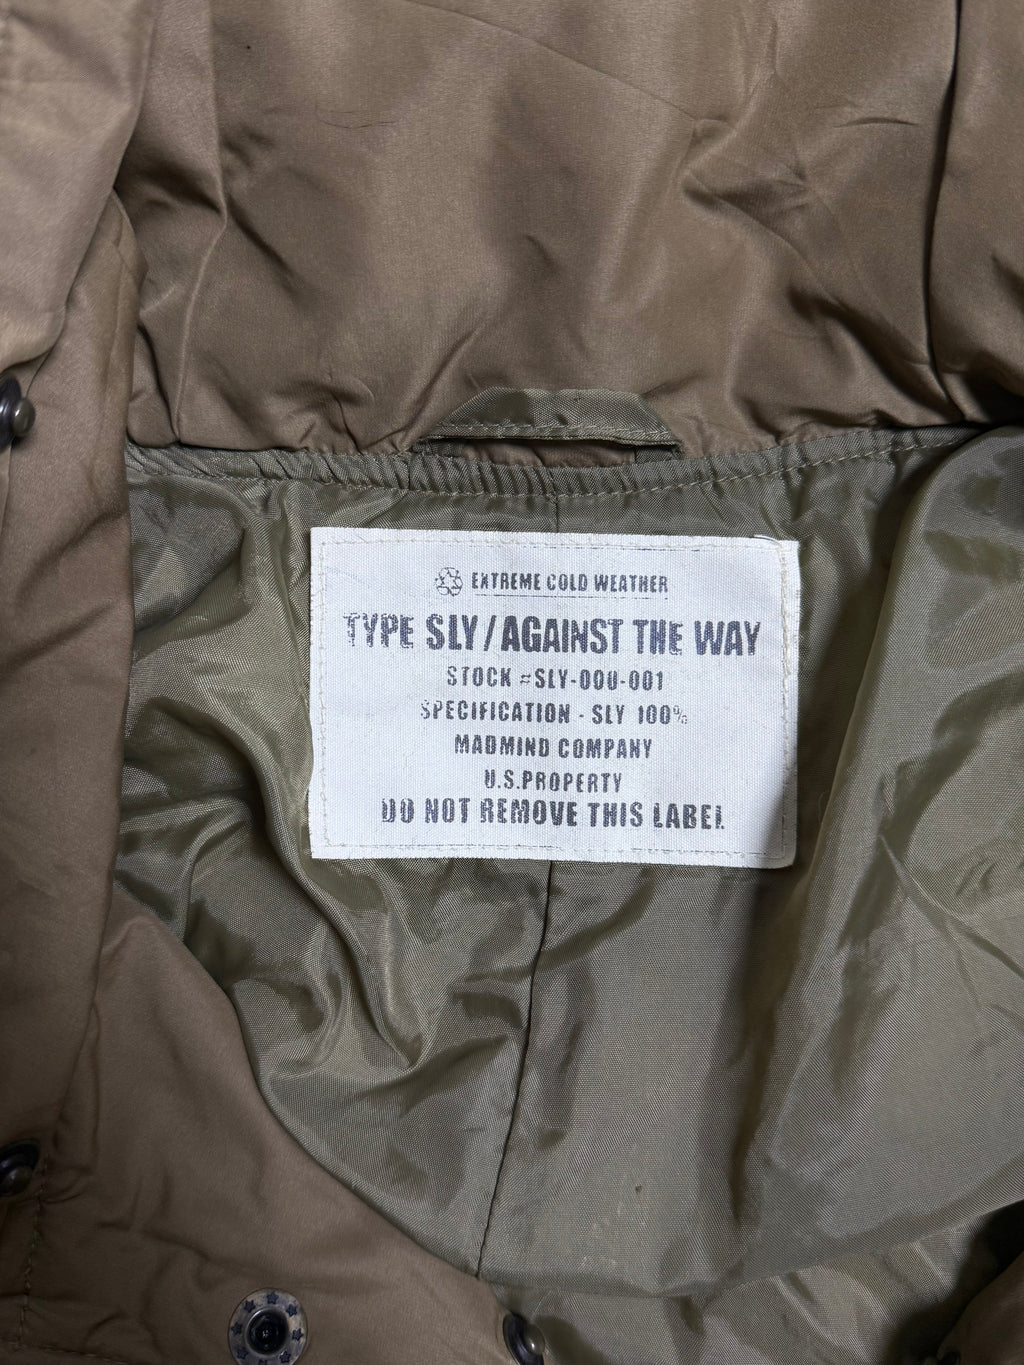 EXTREME COLD WEATHER
TYPE SLY/AGAINST THE WAY
STOCK #SLY-000-001
SPECIFICATION - SLY 100%
MADMIND COMPANY
U.S.PROPERTY
DO NOT REMOVE THIS LABEL